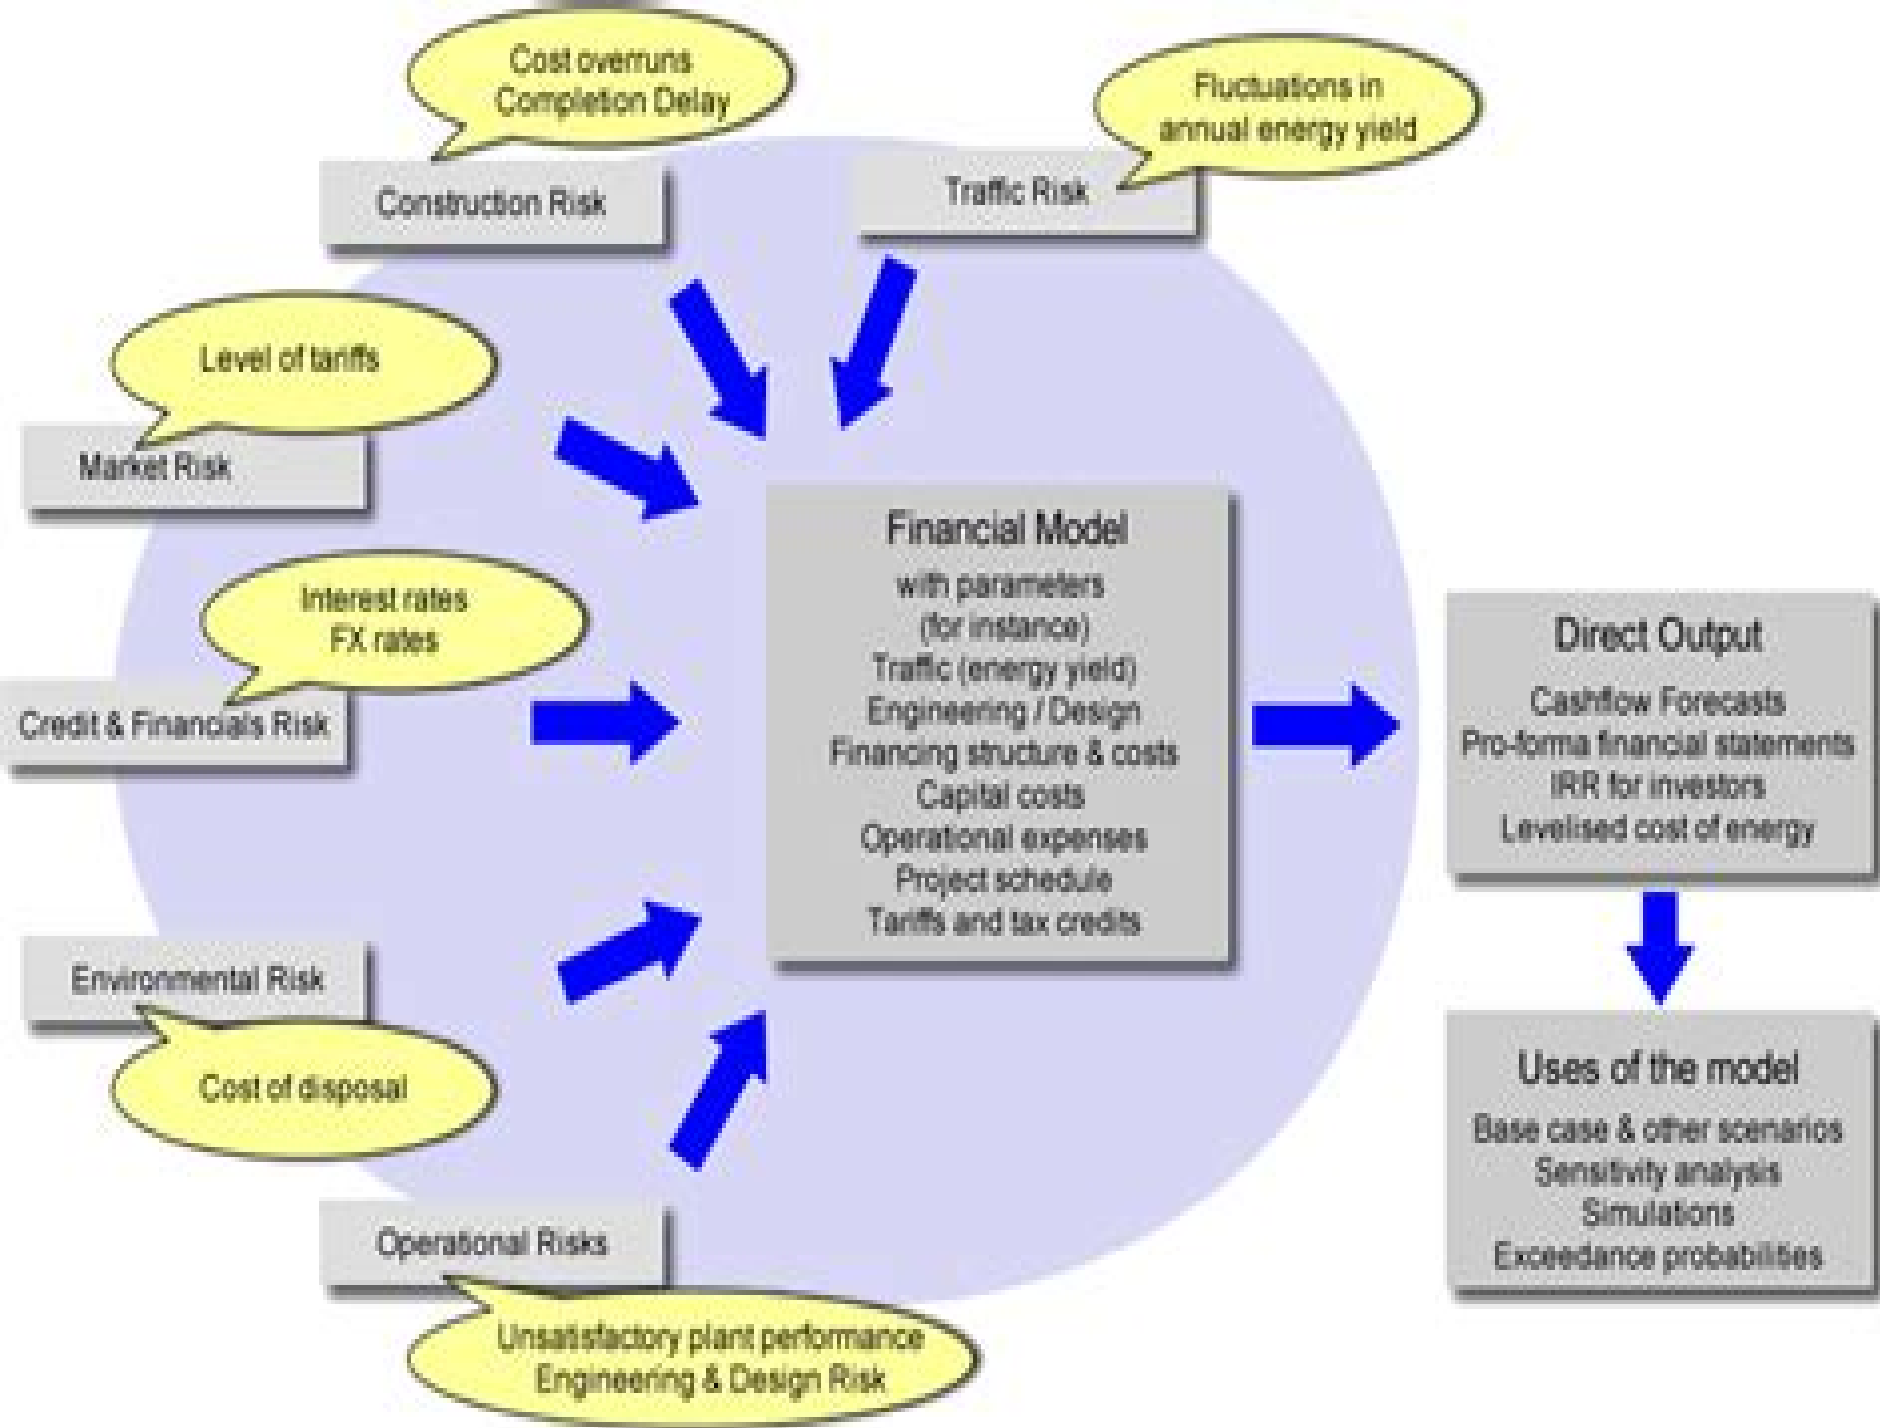 Cost overruns
Completion Delay
Construction Risk
Fluctuations in
annual energy yield
Traffic Risk
Level of tariffs
Market Risk
Interest rates
FX rates
Credit & Financials Risk
Environmental Risk
Cost of disposal
Operational Risks
Unsatisfactory plant performance
Engineering & Design Risk
Financial Model
with parameters
(for instance)
Traffic (energy yield)
Engineering / Design
Financing structure & costs
Capital costs
Operational expenses
Project schedule
Tariffs and tax credits
Direct Output
Cashflow Forecasts
Pro-forma financial statements
IRR for investors
Levelised cost of energy
Uses of the model
Base case & other scenarios
Sensitivity analysis
Simulations
Exceedance probabilities